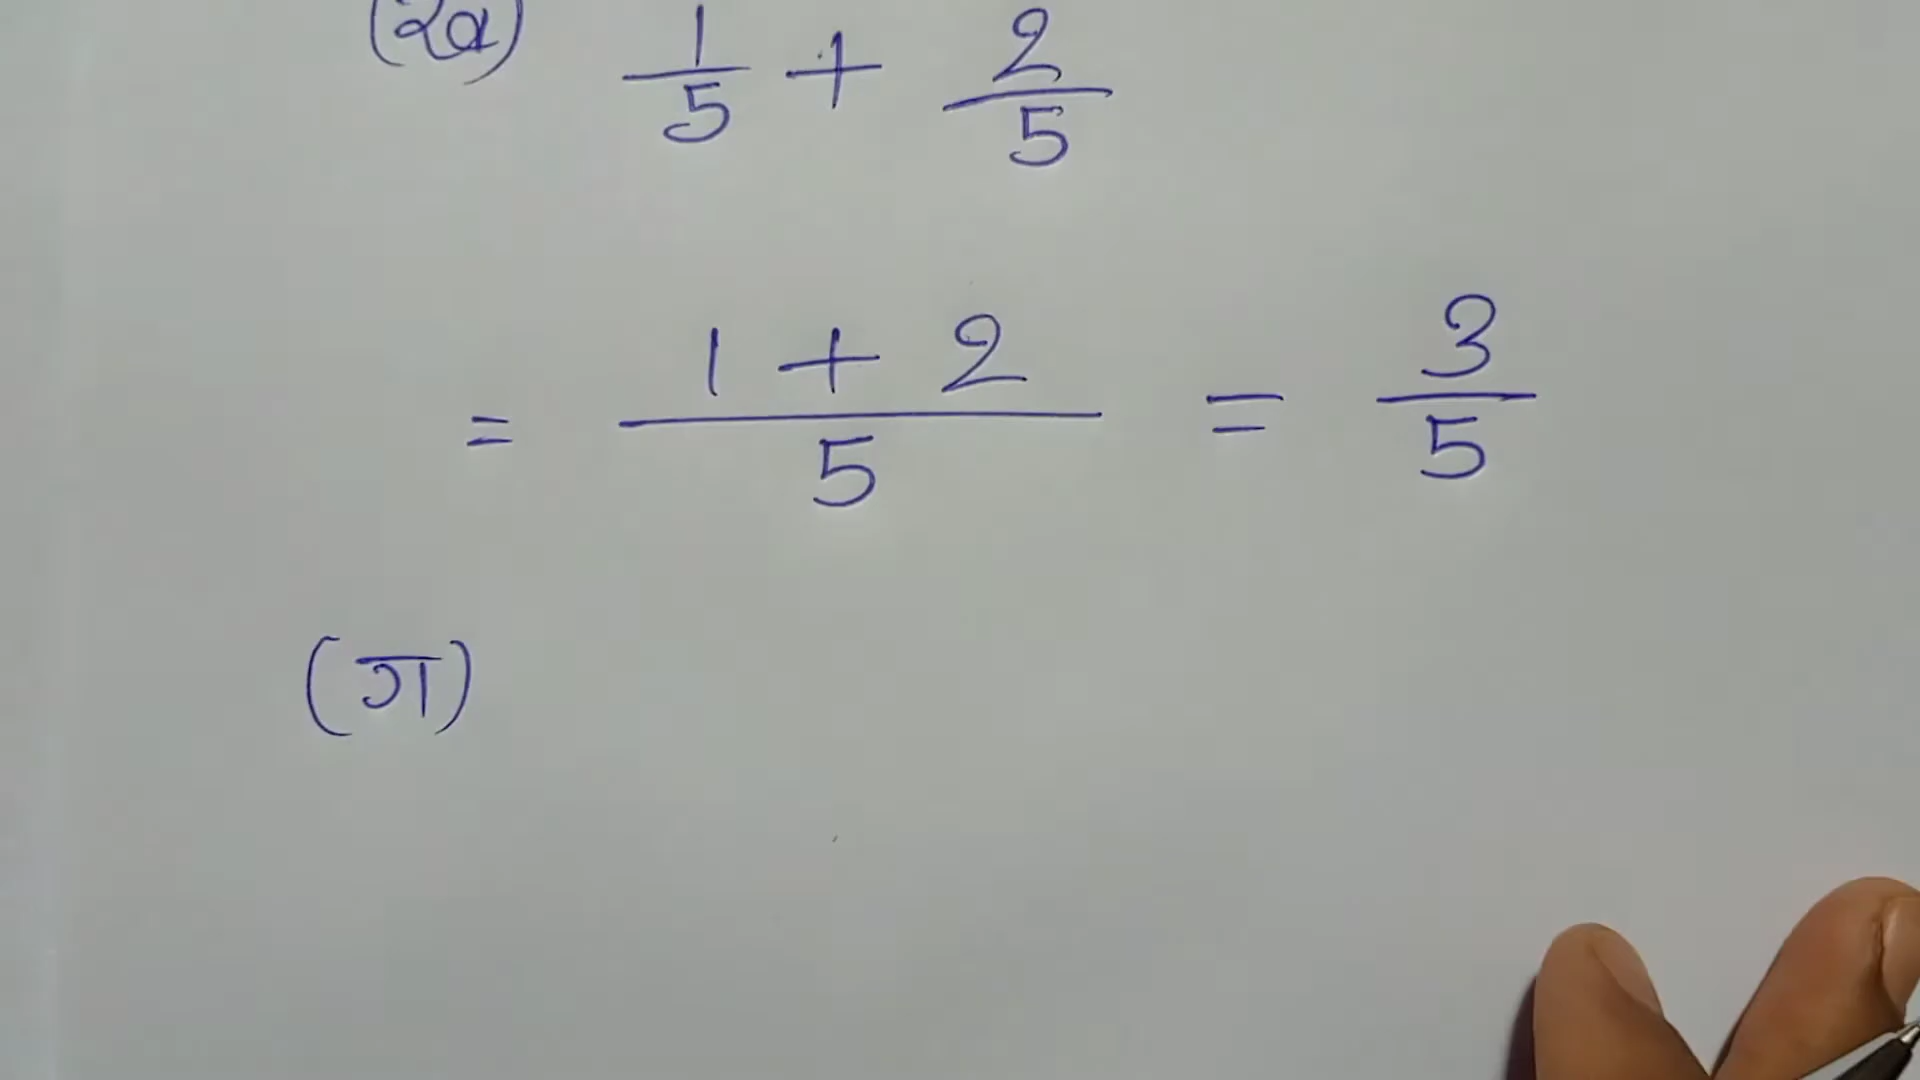 (ख) 1/5 + 2/5
= (1 + 2)/5 = 3/5
(ग)